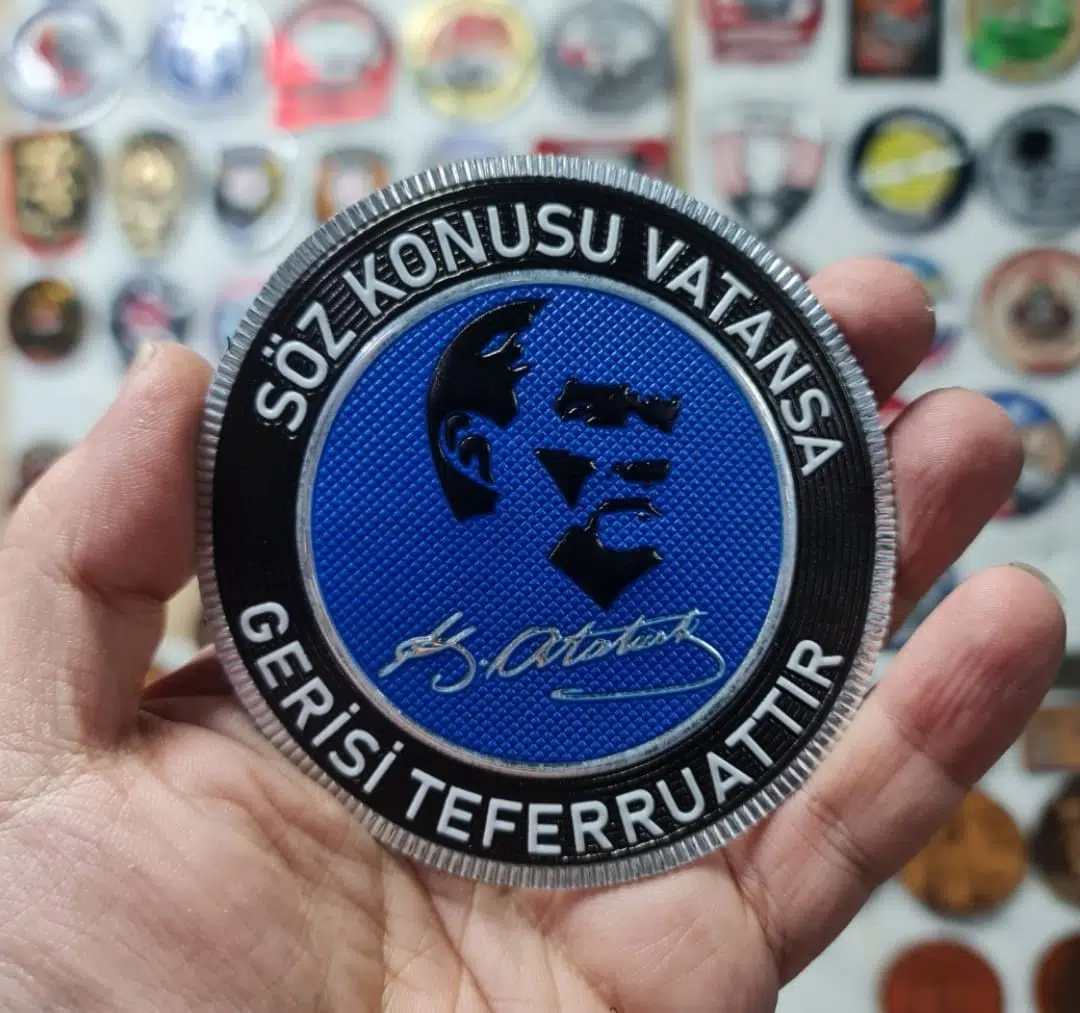 SÖZ KONUSU VATANSA
K. Atatürk
GERİSİ TEFERRUATTIR